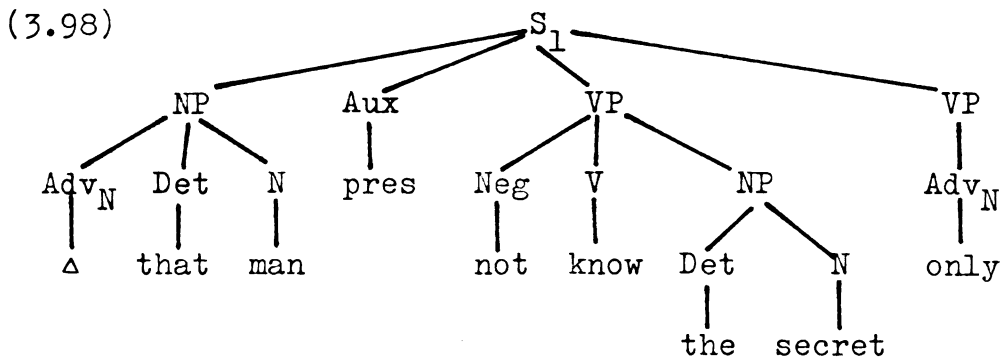 (3.98) S1
NP Aux VP VP
AdvN Det N pres Neg V NP AdvN
Δ that man not know Det N only
the secret